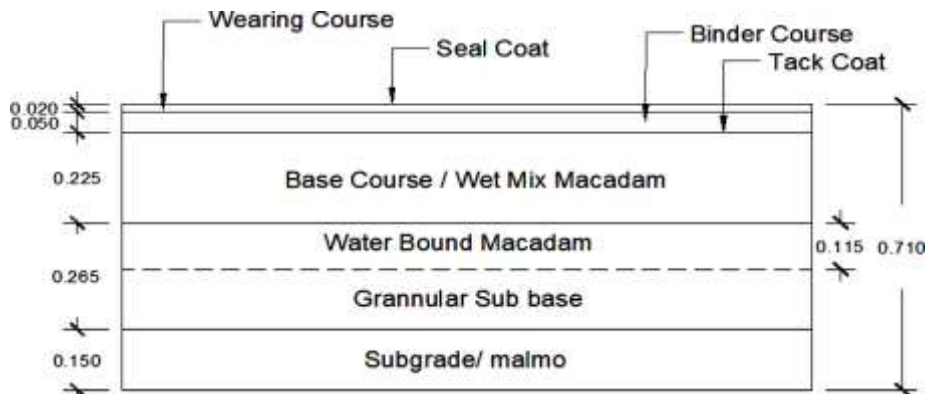 Wearing Course
Seal Coat
Binder Course
Tack Coat
0.020
0.050
0.225
Base Course / Wet Mix Macadam
Water Bound Macadam
0.115
0.710
0.265
Grannular Sub base
0.150
Subgrade/ malmo